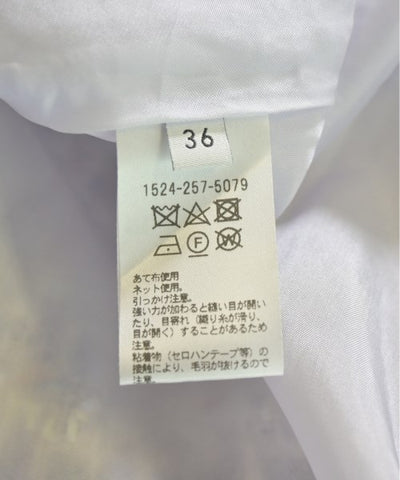 36
1524-257-5079
F
W
あて布使用
ネット使用。
引っかけ注意。
強い力が加わると縫い目が開い
たり、目寄れ（織り糸が滑り、
目が開く）することがあるため
注意。
粘着物（セロハンテープ等）の
接触により、毛羽が抜けるので
注意。